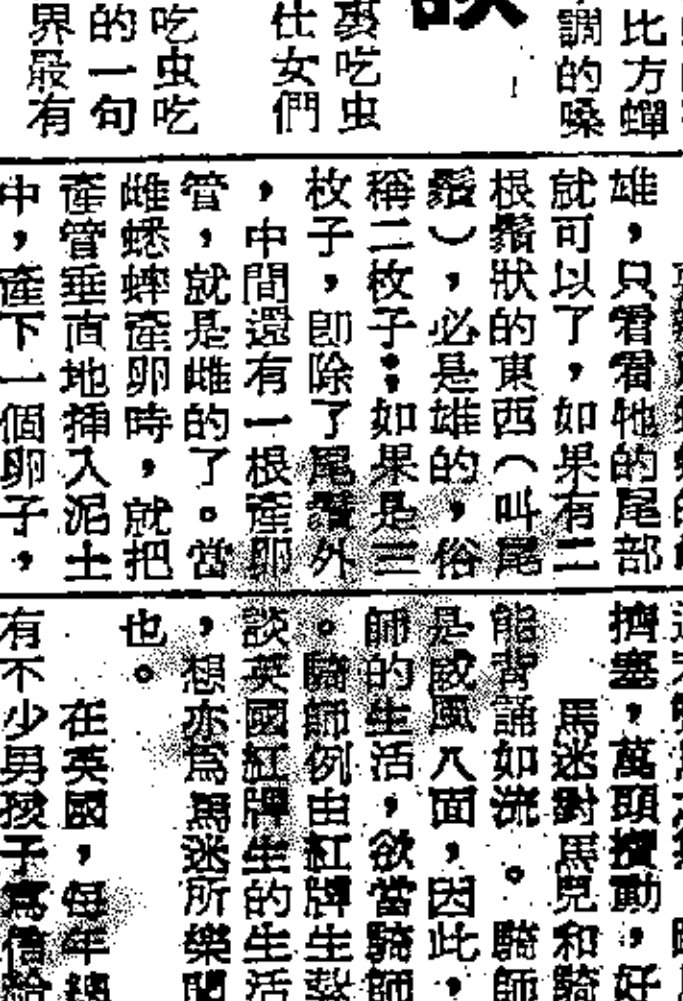 談
比方蟬
調的嗓
吃虫
仕女們
吃虫吃
的一句
界最有
雄，只看看牠的尾部
就可以了，如果有二
根鬚狀的東西（叫尾
鬚），必是雄的，俗
稱二枚子；如果是三
枚子，即除了尾鬚外
，中間還有一根產卵
管，就是雌的了。當
雌蟋蟀產卵時，就把
產管垂直地揷入泥土
中，產下一個卵子，
擠塞，萬頭攢動，好
馬迷對馬兒和騎
能背誦如流。騎師
是威風八面，因此，
師的生活，欲當騎師
。騎師例由紅牌生
談英國紅牌生的生活
，想亦爲馬迷所樂聞
也。
在英國，每年總
有不少男孩子寫信給